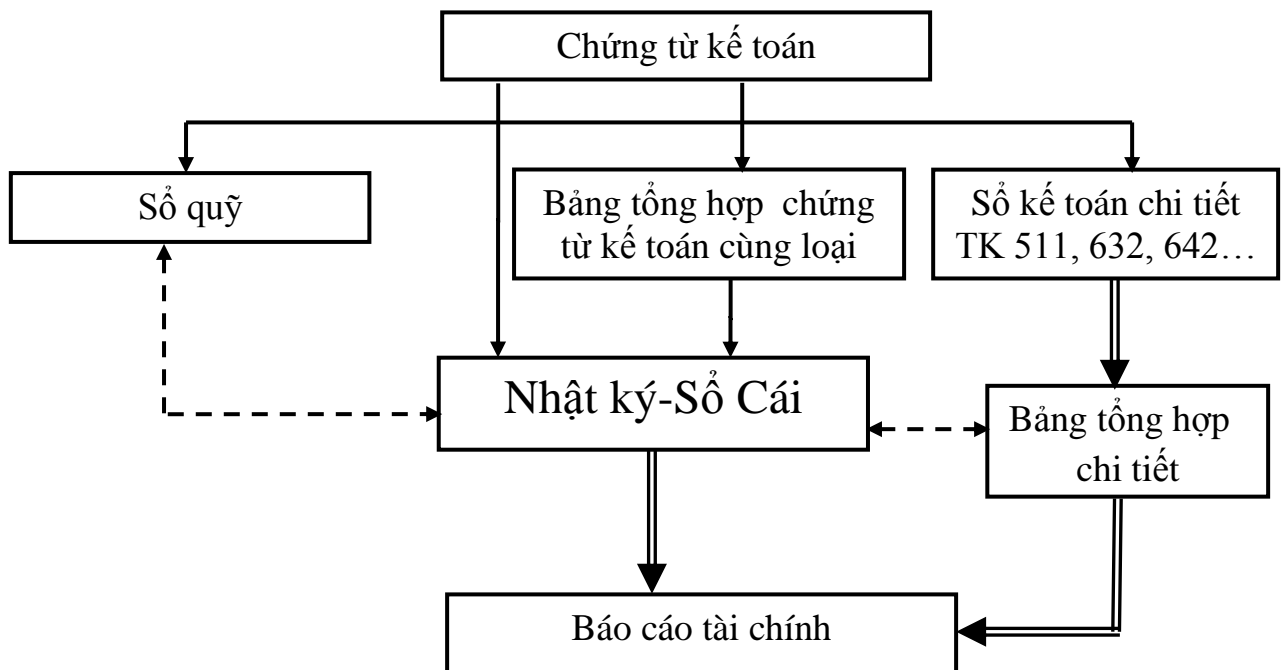 Chứng từ kế toán
Sổ quỹ
Bảng tổng hợp chứng
từ kế toán cùng loại
Sổ kế toán chi tiết
TK 511, 632, 642…
Nhật ký-Sổ Cái
Bảng tổng hợp
chi tiết
Báo cáo tài chính